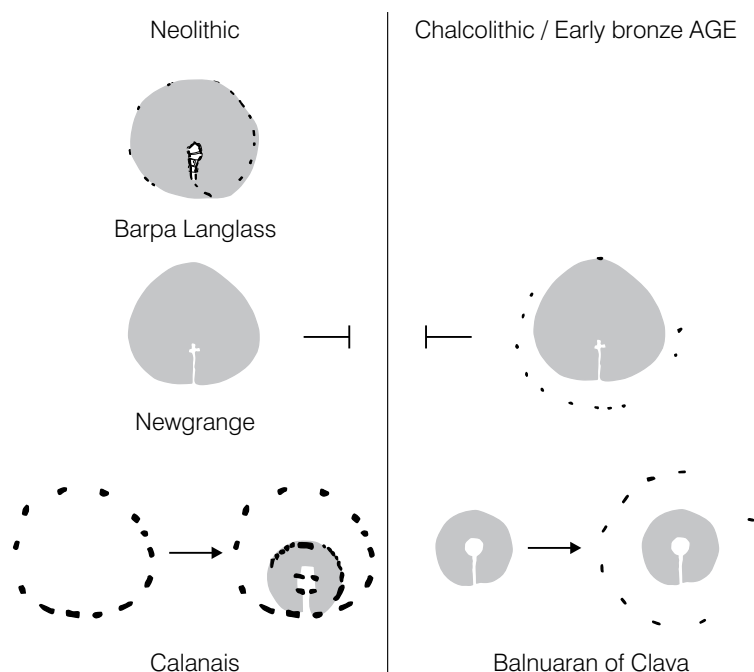 Neolithic
Chalcolithic / Early bronze AGE
Barpa Langlass
Newgrange
Calanais
Balnuaran of Clava